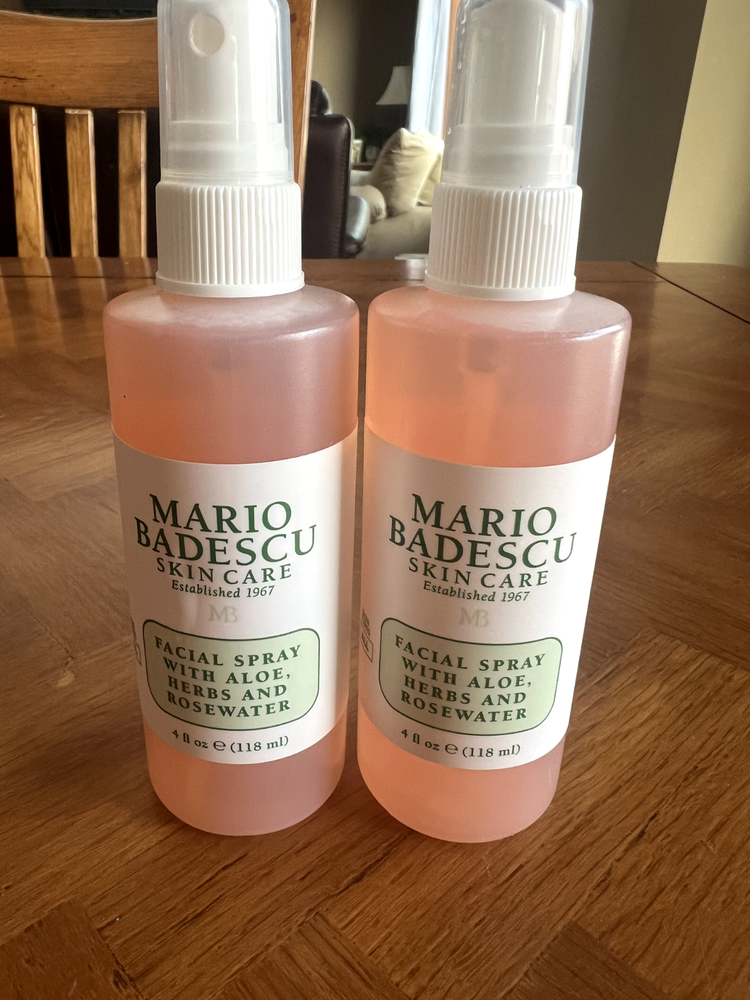 MARIO
BADESCU
SKIN CARE
Established 1967
MB
FACIAL SPRAY
WITH ALOE,
HERBS AND
ROSEWATER
4 fl oz ℮ (118 ml)
MARIO
BADESCU
SKIN CARE
Established 1967
MB
FACIAL SPRAY
WITH ALOE,
HERBS AND
ROSEWATER
4 fl oz ℮ (118 ml)